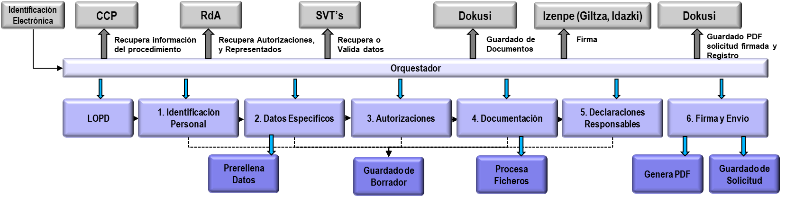 Identificación
Electrónica
CCP
RdA
SVT's
Dokusi
Izenpe (Giltza, Idazki)
Dokusi
Recupera información
del procedimiento
Recupera Autorizaciones,
y Representados
Recupera o
Valida datos
Guardado de
Documentos
Firma
Guardado PDF
solicitud firmada y
Registro
Orquestador
LOPD
1. Identificación
Personal
2. Datos Específicos
3. Autorizaciones
4. Documentación
5. Declaraciones
Responsables
6. Firma y Envio
Prerellena
Datos
Guardado de
Borrador
Procesa
Ficheros
Genera PDF
Guardado de
Solicitud